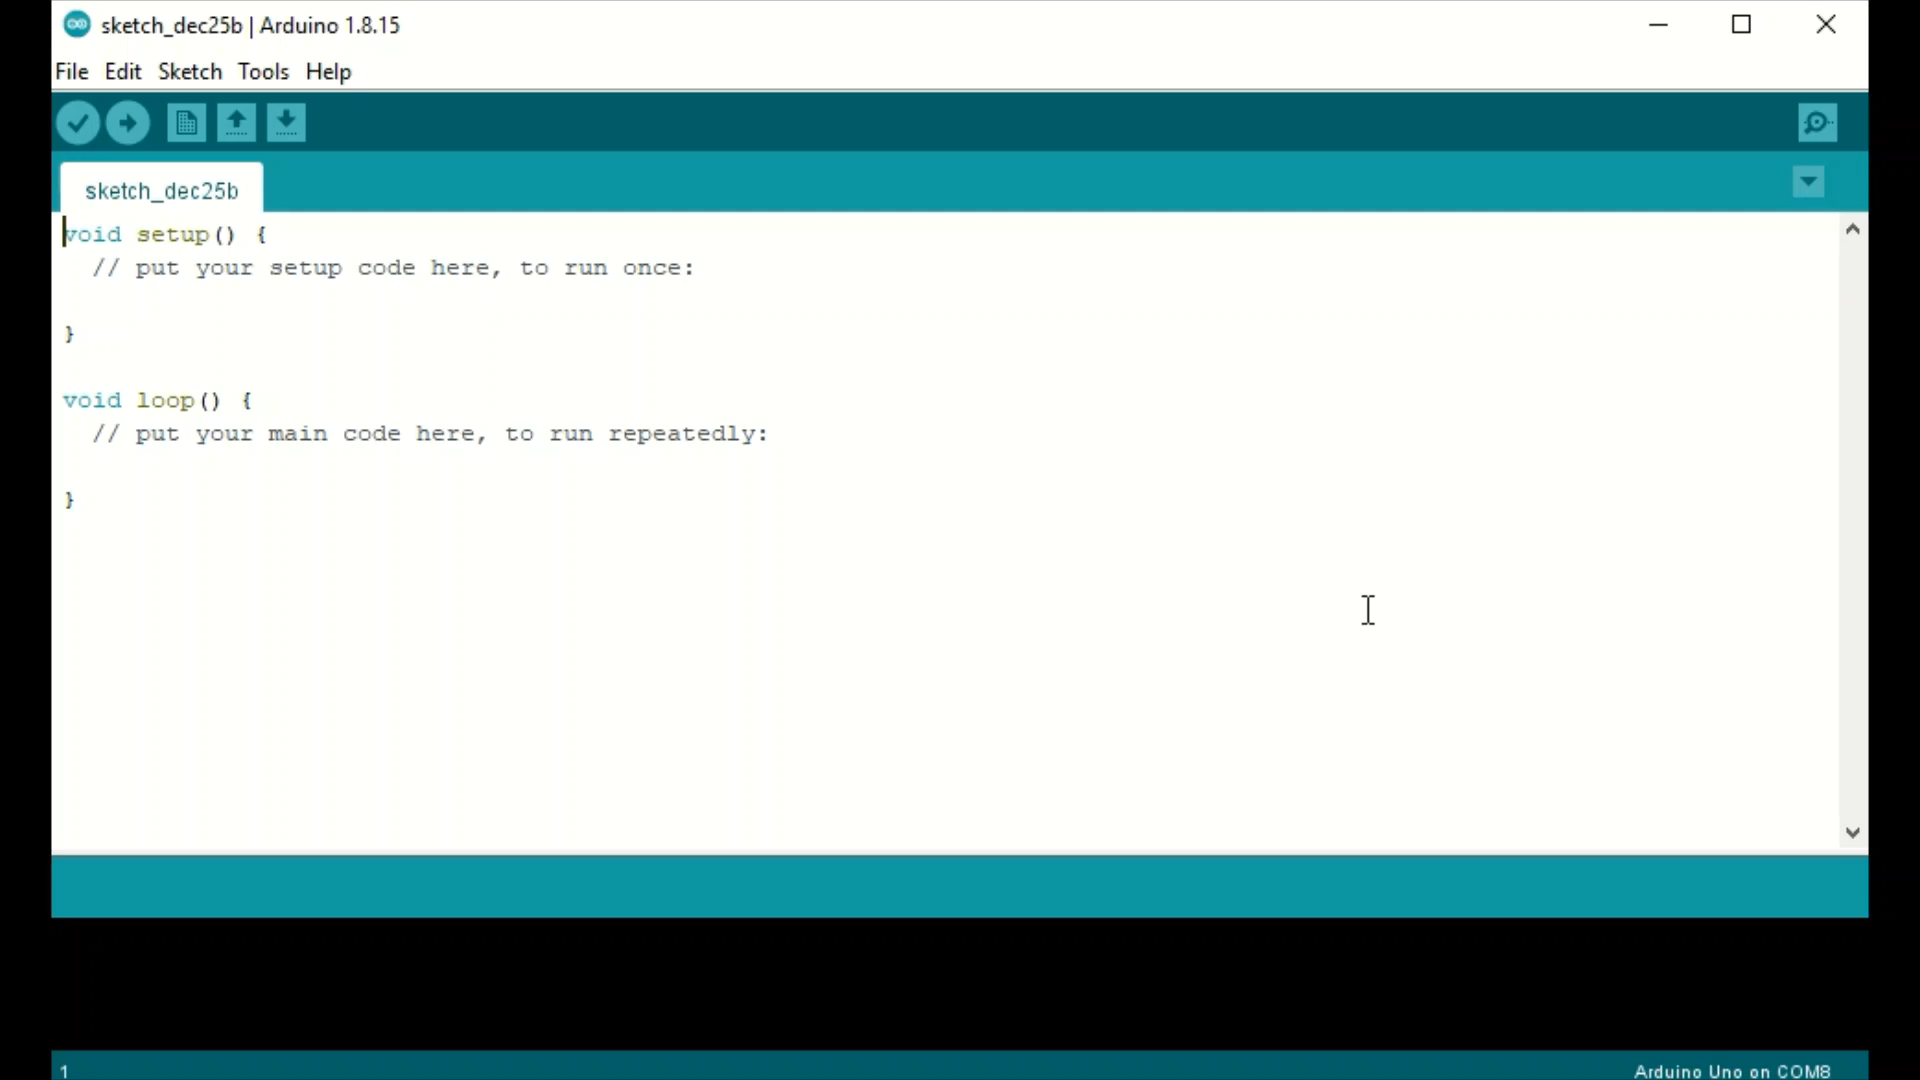 sketch_dec25b | Arduino 1.8.15
File Edit Sketch Tools Help
sketch_dec25b
void setup() {
  // put your setup code here, to run once:
}
void loop() {
  // put your main code here, to run repeatedly:
}
1
Arduino Uno on COM8